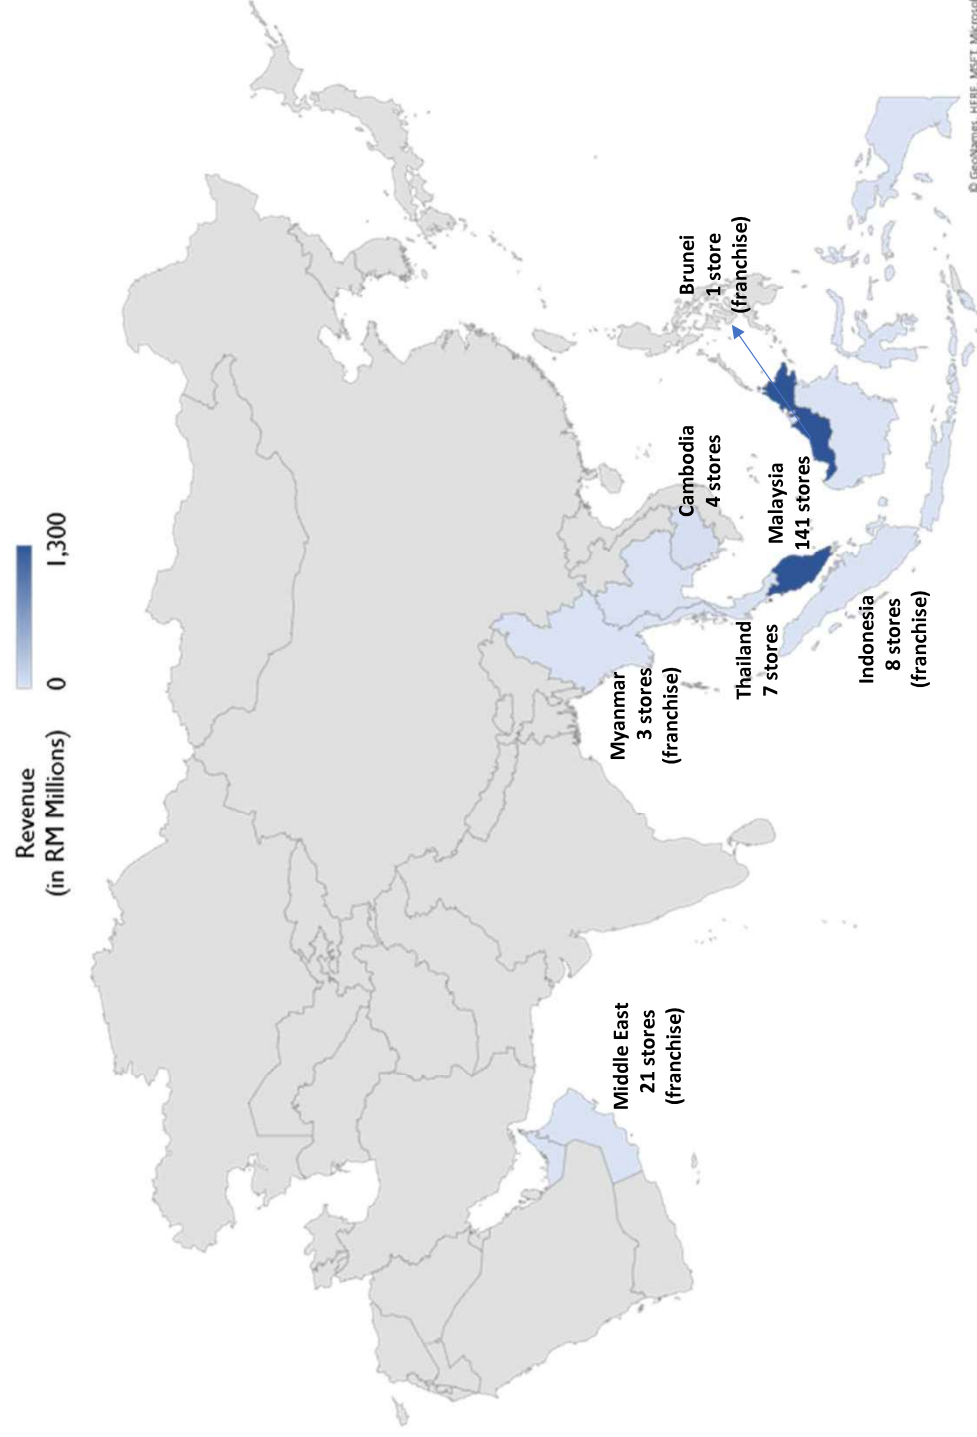 Revenue
(in RM Millions)
0
1,300
Middle East
21 stores
(franchise)
Myanmar
3 stores
(franchise)
Thailand
7 stores
Cambodia
4 stores
Malaysia
141 stores
Brunei
1 store
(franchise)
Indonesia
8 stores
(franchise)
© GeoNames, HERE, MSFT, Microsoft